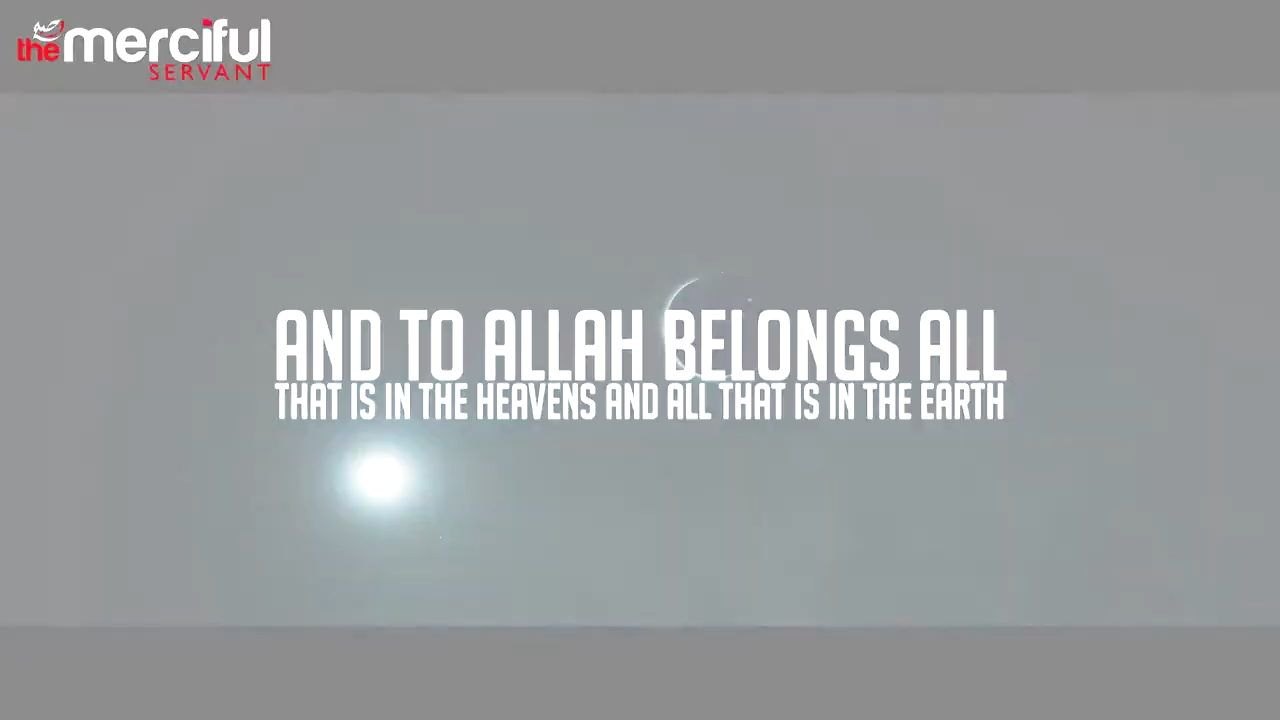 the merciful
SERVANT
AND TO ALLAH BELONGS ALL
THAT IS IN THE HEAVENS AND ALL THAT IS IN THE EARTH